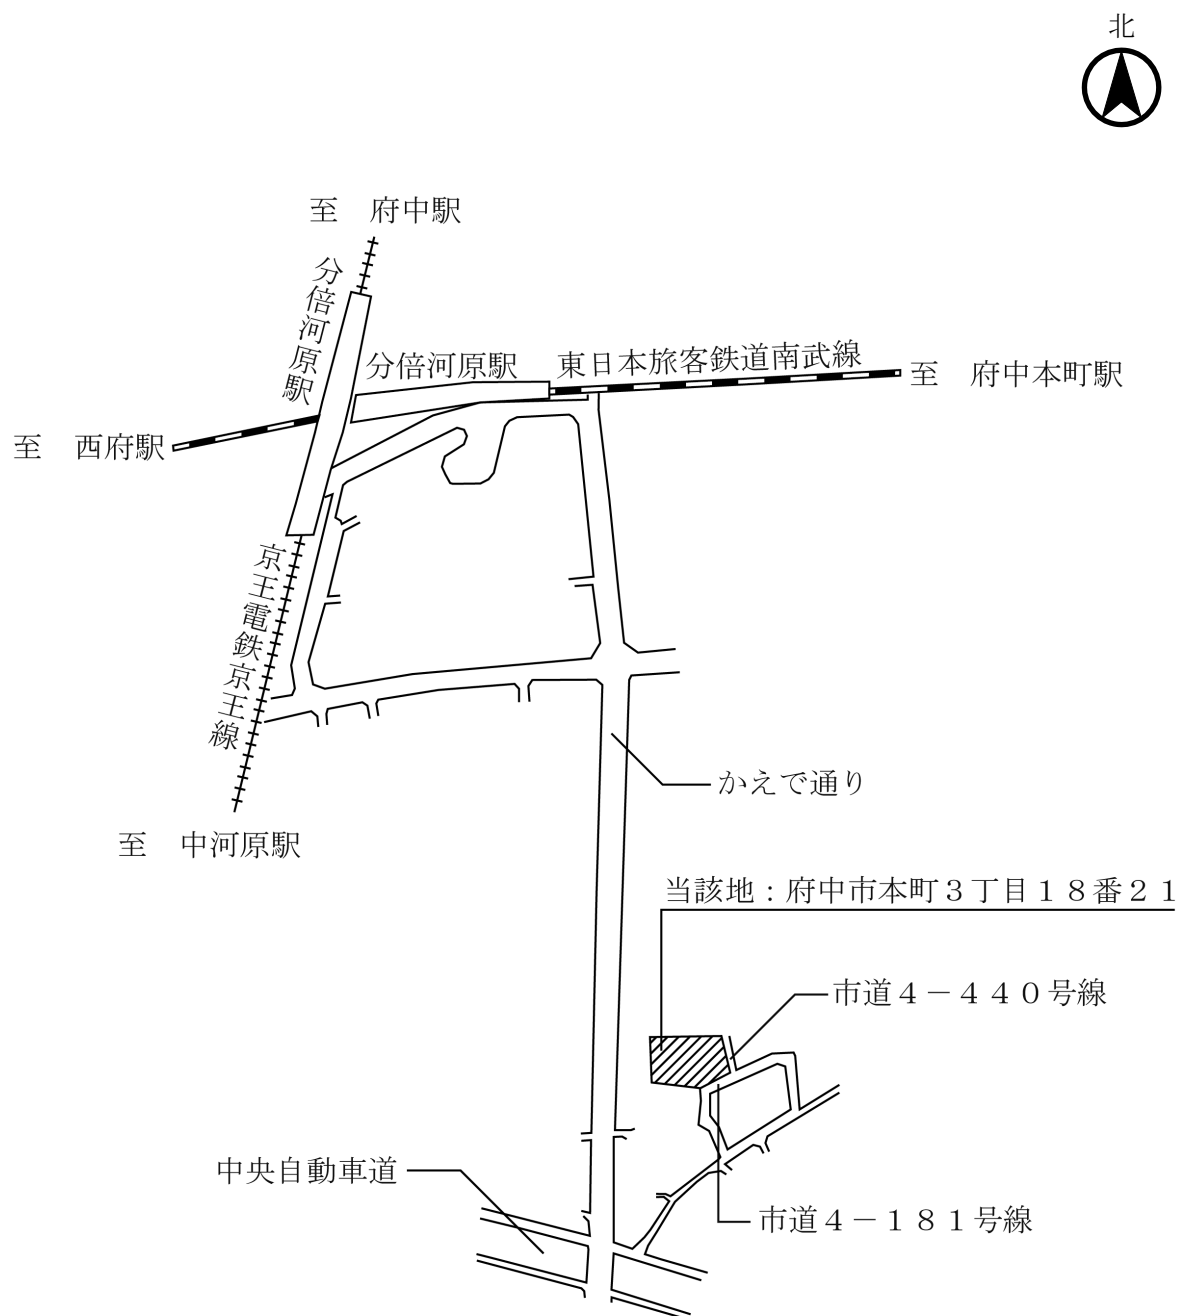 北
至　府中駅
分倍河原駅
分倍河原駅
東日本旅客鉄道南武線
至　府中本町駅
至　西府駅
京王電鉄京王線
かえで通り
至　中河原駅
当該地：府中市本町３丁目１８番２１
市道４－４４０号線
中央自動車道
市道４－１８１号線